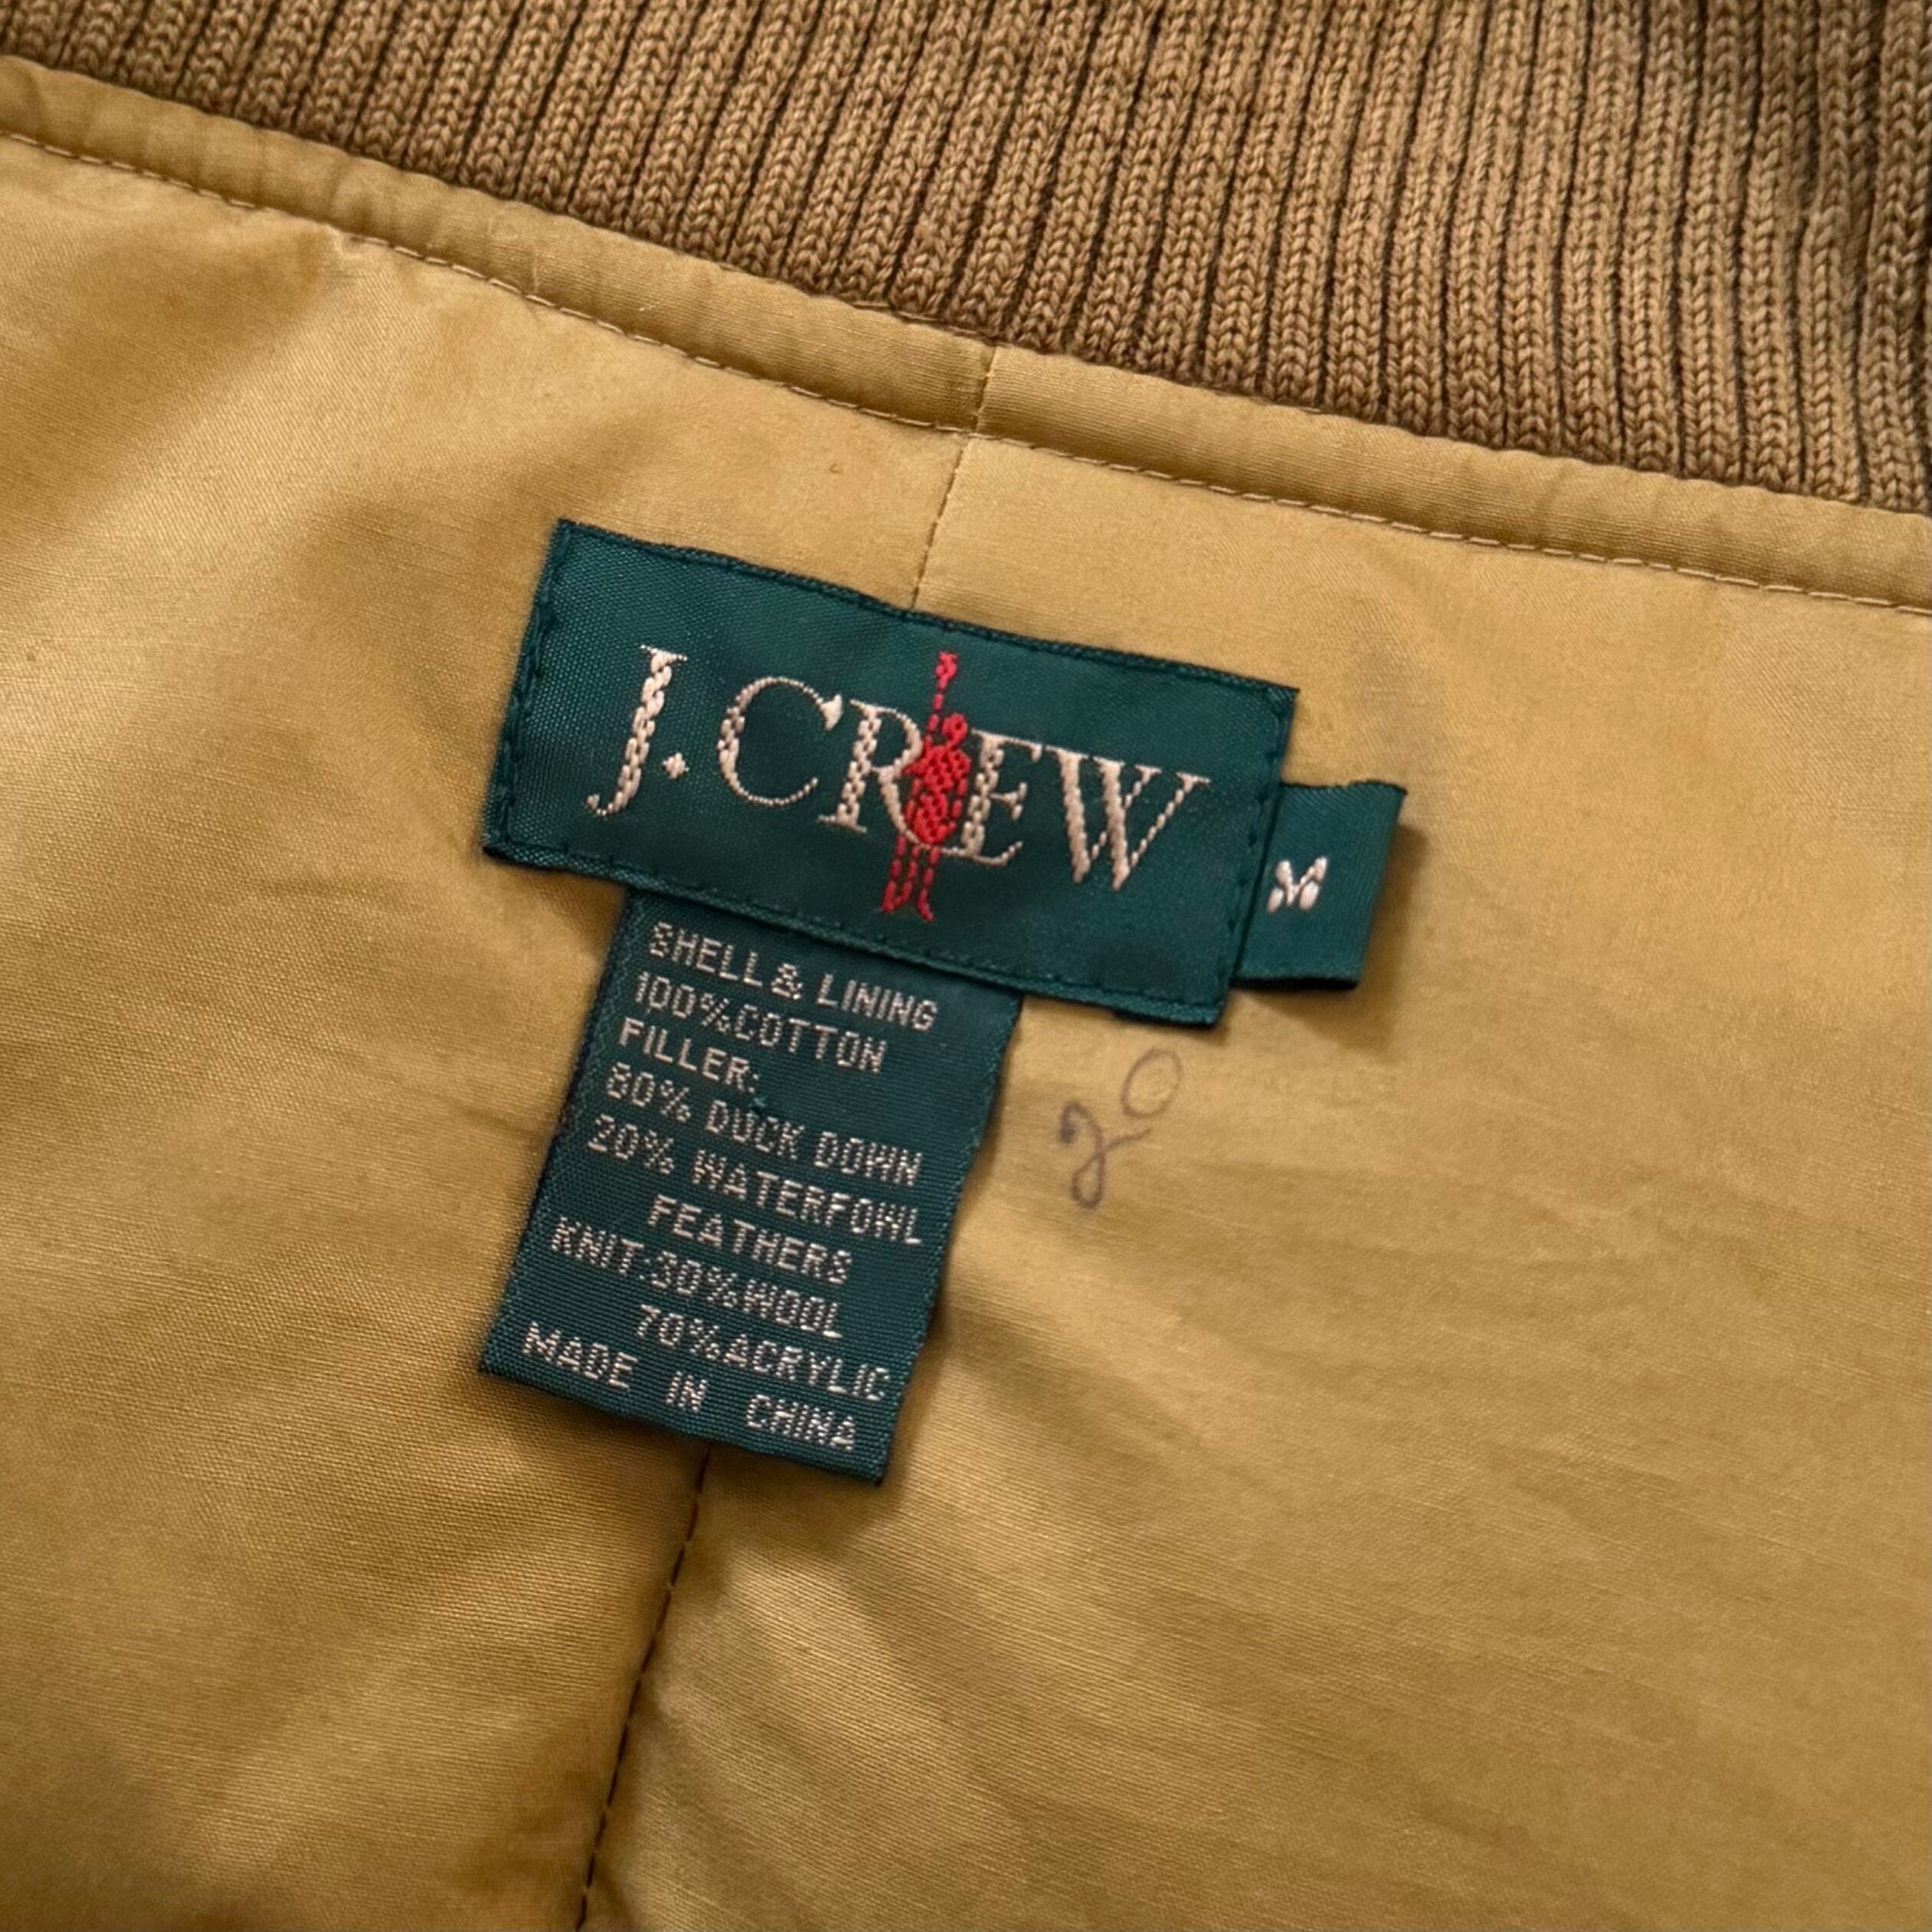 J.CREW
M
SHELL & LINING
100%COTTON
FILLER:
80% DUCK DOWN
20% WATERFOWL
FEATHERS
KNIT:30%WOOL
70%ACRYLIC
MADE IN CHINA
20